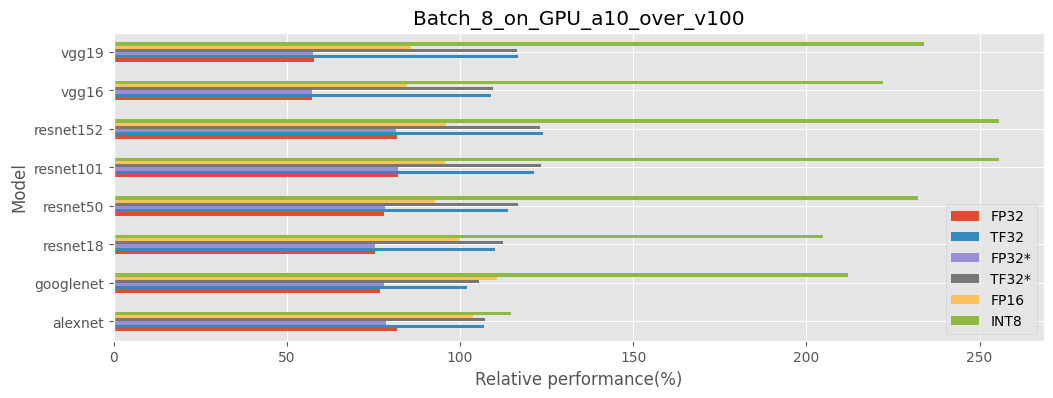 Batch_8_on_GPU_a10_over_v100
vgg19
vgg16
resnet152
resnet101
resnet50
resnet18
googlenet
alexnet
Model
0 50 100 150 200 250
Relative performance(%)
FP32
TF32
FP32*
TF32*
FP16
INT8